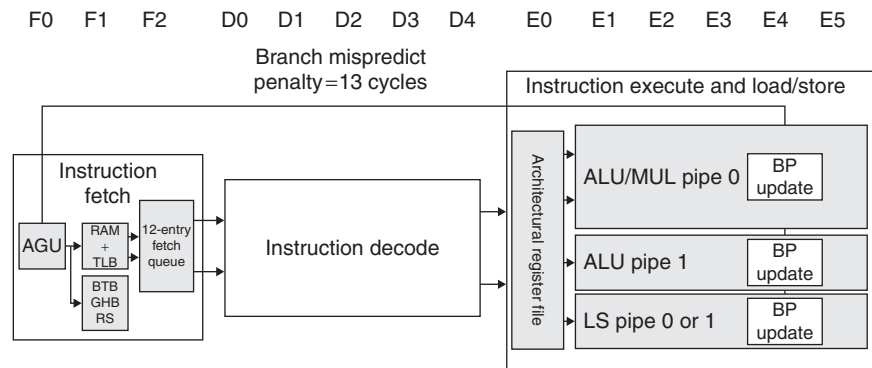 F0 F1 F2 D0 D1 D2 D3 D4 E0 E1 E2 E3 E4 E5
Branch mispredict
penalty=13 cycles
Instruction execute and load/store
Instruction
fetch
AGU
RAM
+
TLB
BTB
GHB
RS
12-entry
fetch
queue
Instruction decode
Architectural register file
ALU/MUL pipe 0
BP
update
ALU pipe 1
BP
update
LS pipe 0 or 1
BP
update